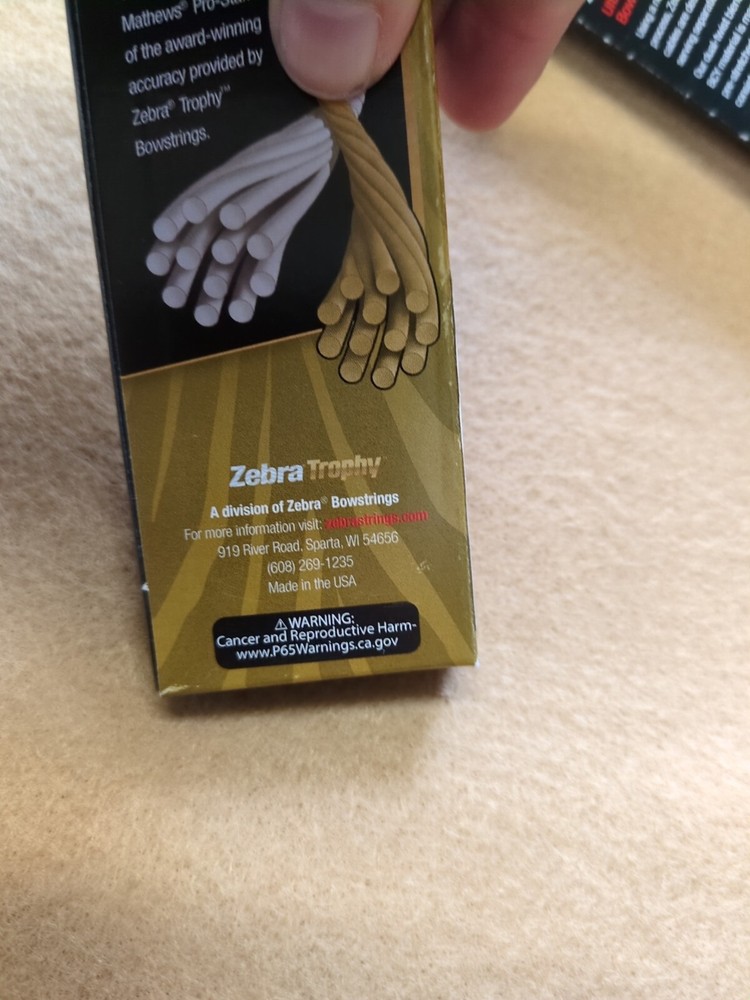 Mathews® Pro-Staff
of the award-winning
accuracy provided by
Zebra® Trophy™
Bowstrings.
Zebra Trophy
A division of Zebra® Bowstrings
For more information visit: zebrastrings.com
919 River Road. Sparta, WI 54656
(608) 269-1235
Made in the USA
⚠ WARNING:
Cancer and Reproductive Harm-
www.P65Warnings.ca.gov